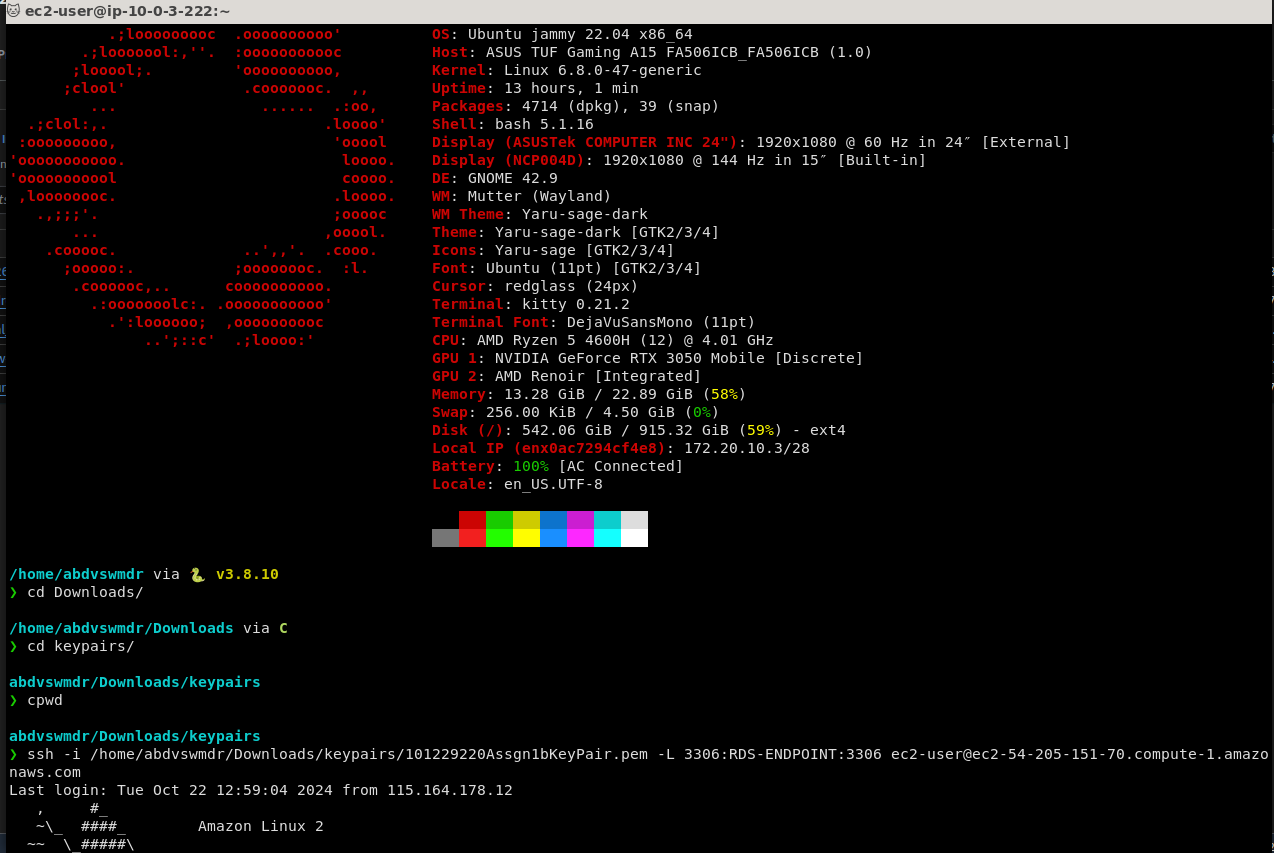 ec2-user@ip-10-0-3-222:~
.;looooooooc  .oooooooooo'   OS: Ubuntu jammy 22.04 x86_64
.;looooool:,''.  :ooooooooooc   Host: ASUS TUF Gaming A15 FA506ICB_FA506ICB (1.0)
;looool;.   'oooooooooo,   Kernel: Linux 6.8.0-47-generic
;clool'   .cooooooc.  ,,   Uptime: 13 hours, 1 min
...   ......  .:oo,   Packages: 4714 (dpkg), 39 (snap)
.;clol:,.   .loooo'   Shell: bash 5.1.16
:ooooooooo,   'ooool   Display (ASUSTek COMPUTER INC 24"): 1920x1080 @ 60 Hz in 24″ [External]
'ooooooooooo.   loooo.   Display (NCP004D): 1920x1080 @ 144 Hz in 15″ [Built-in]
'ooooooooool   coooo.   DE: GNOME 42.9
,loooooooc.   .loooo.   WM: Mutter (Wayland)
.,;;;'.   ;ooooc   WM Theme: Yaru-sage-dark
...   ,ooool.   Theme: Yaru-sage-dark [GTK2/3/4]
.cooooc.   ..',,'.  .cooo.   Icons: Yaru-sage [GTK2/3/4]
;ooooo:.   ;oooooooc.  :l.   Font: Ubuntu (11pt) [GTK2/3/4]
.coooooc,..   coooooooooo.   Cursor: redglass (24px)
.:ooooooolc:. .ooooooooooo'   Terminal: kitty 0.21.2
.':loooooo;  ,oooooooooc   Terminal Font: DejaVuSansMono (11pt)
..';::c'  .;loooo:'   CPU: AMD Ryzen 5 4600H (12) @ 4.01 GHz
GPU 1: NVIDIA GeForce RTX 3050 Mobile [Discrete]
GPU 2: AMD Renoir [Integrated]
Memory: 13.28 GiB / 22.89 GiB (58%)
Swap: 256.00 KiB / 4.50 GiB (0%)
Disk (/): 542.06 GiB / 915.32 GiB (59%) - ext4
Local IP (enx0ac7294cf4e8): 172.20.10.3/28
Battery: 100% [AC Connected]
Locale: en_US.UTF-8
/home/abdvswmdr via 🐍 v3.8.10
❯ cd Downloads/
/home/abdvswmdr/Downloads via C
❯ cd keypairs/
abdvswmdr/Downloads/keypairs
❯ cpwd
abdvswmdr/Downloads/keypairs
❯ ssh -i /home/abdvswmdr/Downloads/keypairs/101229220Assgn1bKeyPair.pem -L 3306:RDS-ENDPOINT:3306 ec2-user@ec2-54-205-151-70.compute-1.amazo
naws.com
Last login: Tue Oct 22 12:59:04 2024 from 115.164.178.12
,     #_
~\_  ####_        Amazon Linux 2
~~  \_#####\